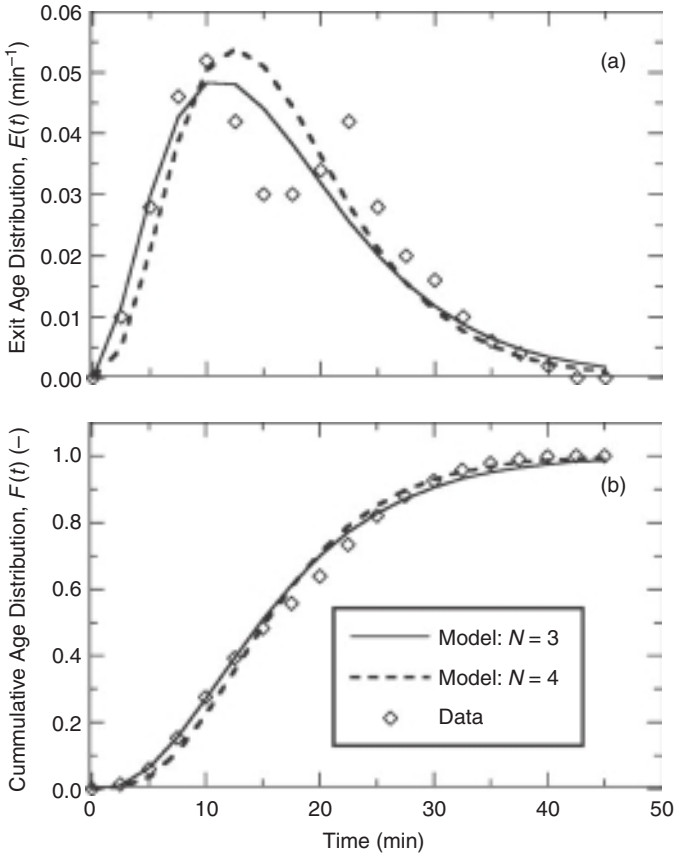 0.06
(a)
0.05
0.04
0.03
0.02
0.01
0.00
Exit Age Distribution, E(t) (min⁻¹)
1.0
(b)
0.8
0.6
0.4
0.2
0.0
Cummulative Age Distribution, F(t) (–)
Model: N = 3
Model: N = 4
Data
0 10 20 30 40 50
Time (min)